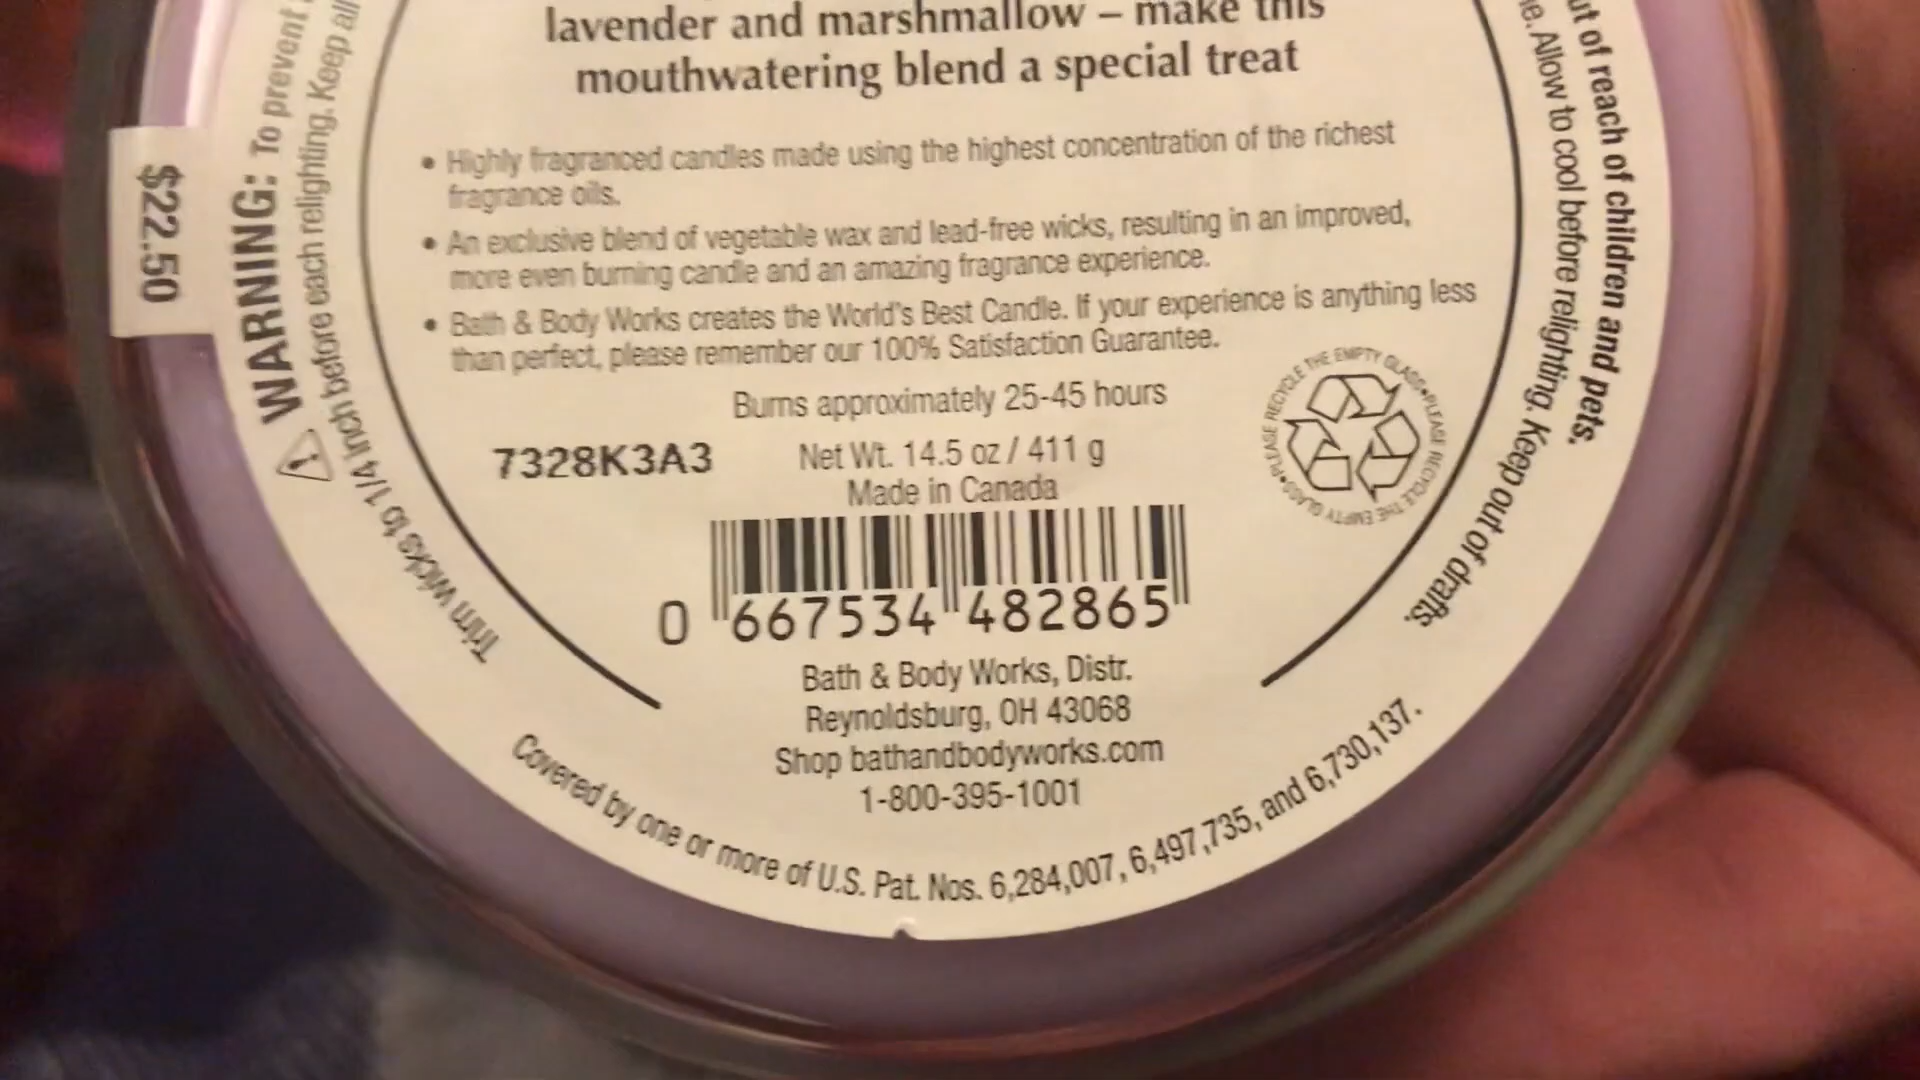 lavender and marshmallow – make this
mouthwatering blend a special treat
• Highly fragranced candles made using the highest concentration of the richest
fragrance oils.
• An exclusive blend of vegetable wax and lead-free wicks, resulting in an improved,
more even burning candle and an amazing fragrance experience.
• Bath & Body Works creates the World's Best Candle. If your experience is anything less
than perfect, please remember our 100% Satisfaction Guarantee.
Burns approximately 25-45 hours
7328K3A3
Net Wt. 14.5 oz / 411 g
Made in Canada
PLEASE RECYCLE THE EMPTY GLASS•PLEASE RECYCLE THE EMPTY GLASS•
0 667534 482865
Bath & Body Works, Distr.
Reynoldsburg, OH 43068
Shop bathandbodyworks.com
1-800-395-1001
Covered by one or more of U.S. Pat. Nos. 6,284,007, 6,497,735, and 6,730,137.
$22.50
WARNING: To prevent
Trim wicks to 1/4 inch before each relighting. Keep all
of reach of children and pets.
Allow to cool before relighting. Keep out of drafts.